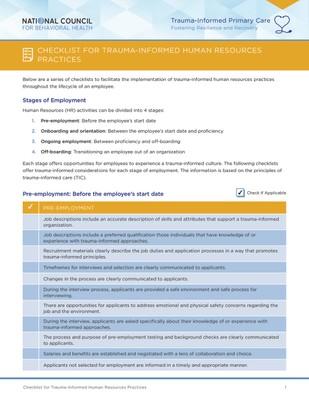 NATIONAL COUNCIL
FOR BEHAVIORAL HEALTH
Trauma-Informed Primary Care
Fostering Resilience and Recovery
CHECKLIST FOR TRAUMA-INFORMED HUMAN RESOURCES
PRACTICES
Below are a series of checklists to facilitate the implementation of trauma-informed human resources practices
throughout the lifecycle of an employee.
Stages of Employment
Human Resources (HR) activities can be divided into 4 stages:
1. Pre-employment: Before the employee's start date
2. Onboarding and orientation: Between the employee's start date and proficiency
3. Ongoing employment: Between proficiency and off-boarding
4. Off-boarding: Transitioning an employee out of an organization
Each stage offers opportunities for employees to experience a trauma-informed culture. The following checklists
offer trauma-informed considerations for each stage of employment. The information is based on the principles of
trauma-informed care (TIC).
Pre-employment: Before the employee's start date
✓ Check if Applicable
✓ PRE-EMPLOYMENT
Job descriptions include an accurate description of skills and attributes that support a trauma-informed
organization.
Job descriptions include a preferred qualification those individuals that have knowledge of or
experience with trauma-informed approaches.
Recruitment materials clearly describe the job duties and application processes in a way that promotes
trauma-informed principles.
Timeframes for interviews and selection are clearly communicated to applicants.
Changes in the process are clearly communicated to applicants.
During the interview process, applicants are provided a safe environment and safe process for
interviewing.
There are opportunities for applicants to address emotional and physical safety concerns regarding the
job and the environment.
During the interview, applicants are asked specifically about their knowledge of or experience with
trauma-informed approaches.
The process and purpose of pre-employment testing and background checks are clearly communicated
to applicants.
Salaries and benefits are established and negotiated with a lens of collaboration and choice.
Applicants not selected for employment are informed in a timely and appropriate manner.
Checklist for Trauma-Informed Human Resources Practices
1